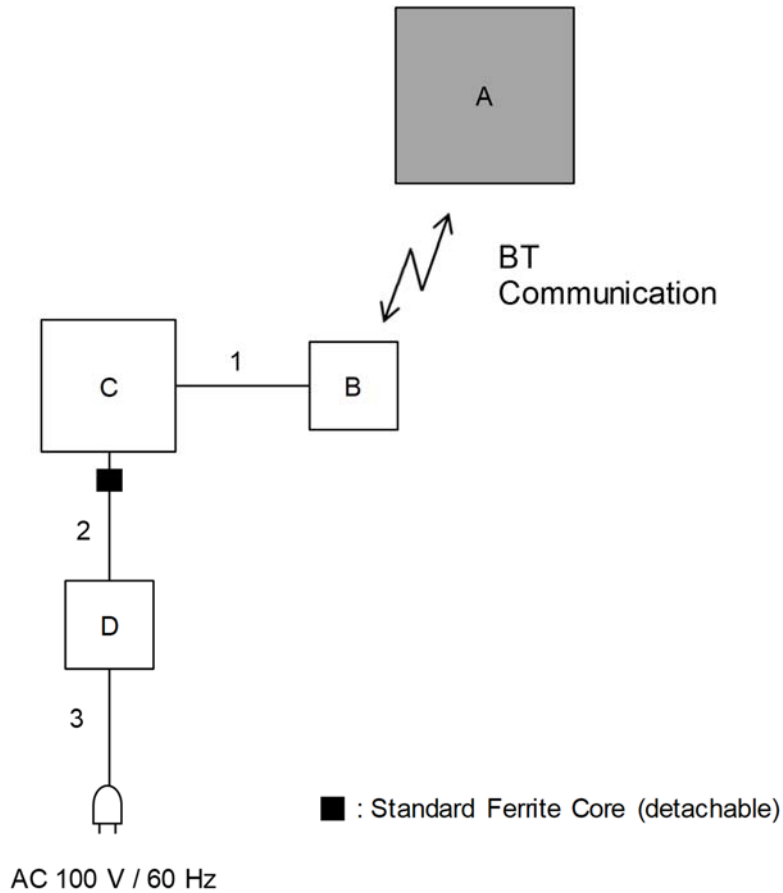 A
BT
Communication
C
1
B
2
D
3
: Standard Ferrite Core (detachable)
AC 100 V / 60 Hz